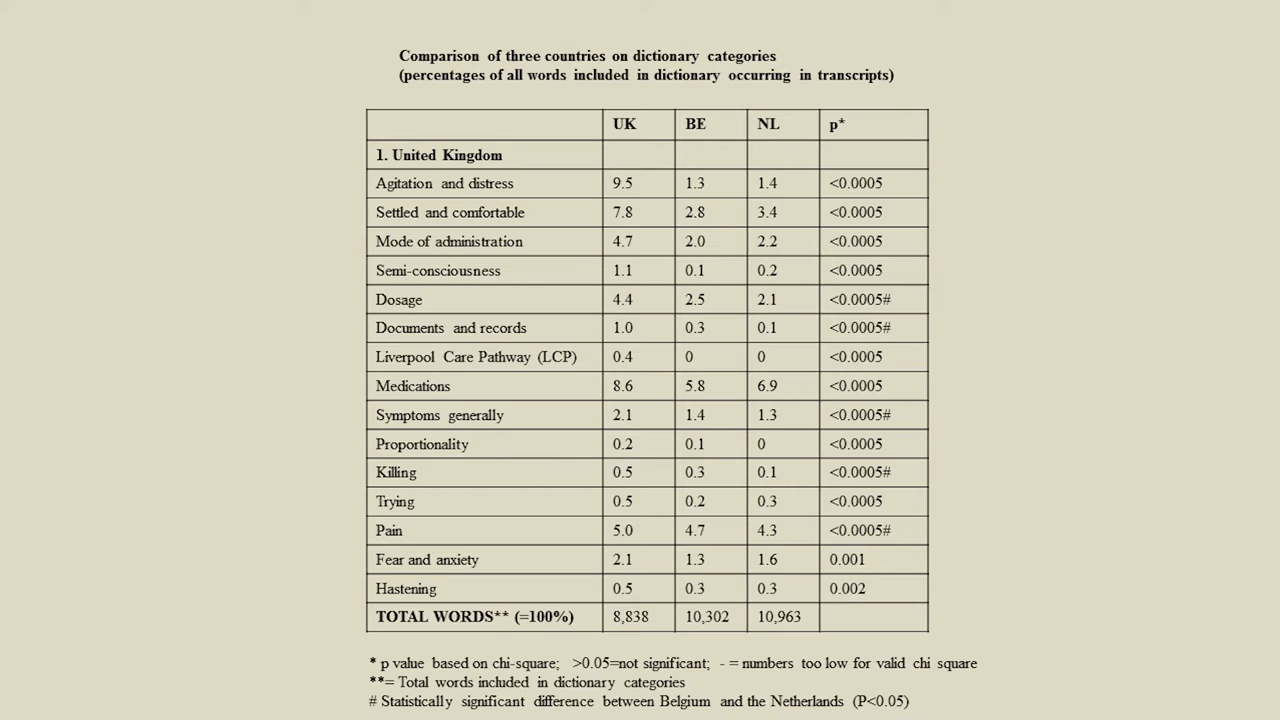 Comparison of three countries on dictionary categories
(percentages of all words included in dictionary occurring in transcripts)
UK BE NL p*
1. United Kingdom
Agitation and distress 9.5 1.3 1.4 <0.0005
Settled and comfortable 7.8 2.8 3.4 <0.0005
Mode of administration 4.7 2.0 2.2 <0.0005
Semi-consciousness 1.1 0.1 0.2 <0.0005
Dosage 4.4 2.5 2.1 <0.0005#
Documents and records 1.0 0.3 0.1 <0.0005#
Liverpool Care Pathway (LCP) 0.4 0 0 <0.0005
Medications 8.6 5.8 6.9 <0.0005
Symptoms generally 2.1 1.4 1.3 <0.0005#
Proportionality 0.2 0.1 0 <0.0005
Killing 0.5 0.3 0.1 <0.0005#
Trying 0.5 0.2 0.3 <0.0005
Pain 5.0 4.7 4.3 <0.0005#
Fear and anxiety 2.1 1.3 1.6 0.001
Hastening 0.5 0.3 0.3 0.002
TOTAL WORDS** (=100%) 8,838 10,302 10,963
* p value based on chi-square; >0.05=not significant; - = numbers too low for valid chi square
**= Total words included in dictionary categories
# Statistically significant difference between Belgium and the Netherlands (P<0.05)